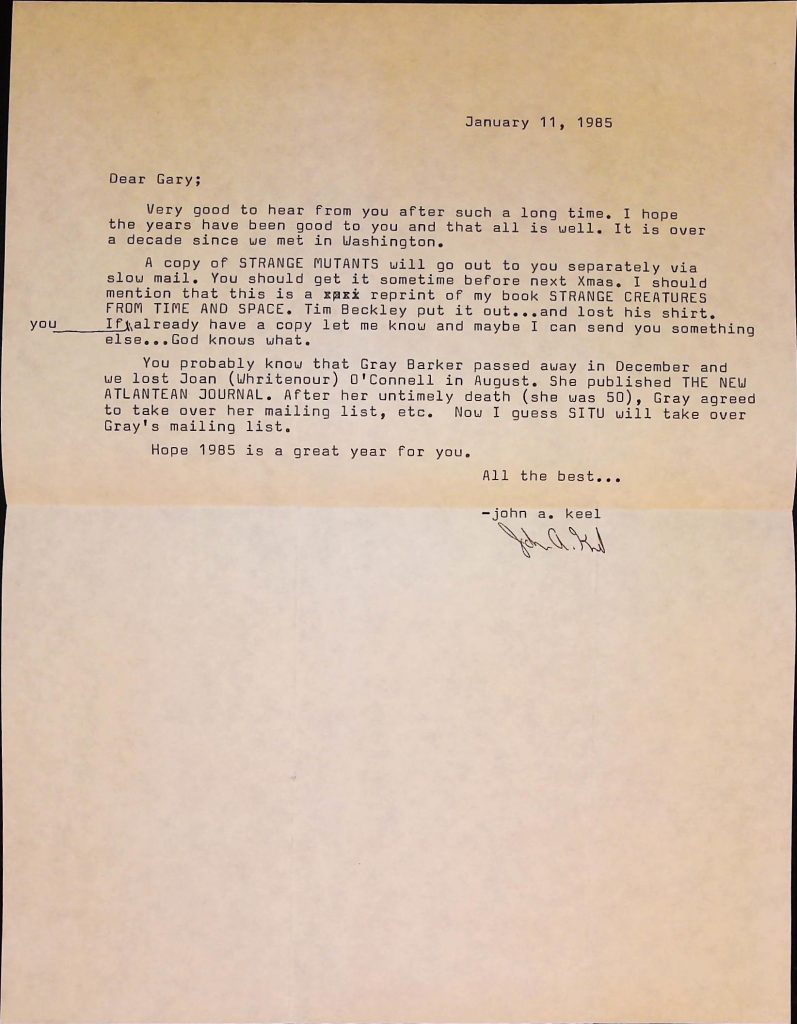 January 11, 1985
Dear Gary;
Very good to hear from you after such a long time. I hope
the years have been good to you and that all is well. It is over
a decade since we met in Washington.
A copy of STRANGE MUTANTS will go out to you separately via
slow mail. You should get it sometime before next Xmas. I should
mention that this is a reprint of my book STRANGE CREATURES
FROM TIME AND SPACE. Tim Beckley put it out...and lost his shirt.
you If already have a copy let me know and maybe I can send you something
else...God knows what.
You probably know that Gray Barker passed away in December and
we lost Joan (Whritenour) O'Connell in August. She published THE NEW
ATLANTEAN JOURNAL. After her untimely death (she was 50), Gray agreed
to take over her mailing list, etc. Now I guess SITU will take over
Gray's mailing list.
Hope 1985 is a great year for you.
All the best...
-john a. keel
John A. Keel